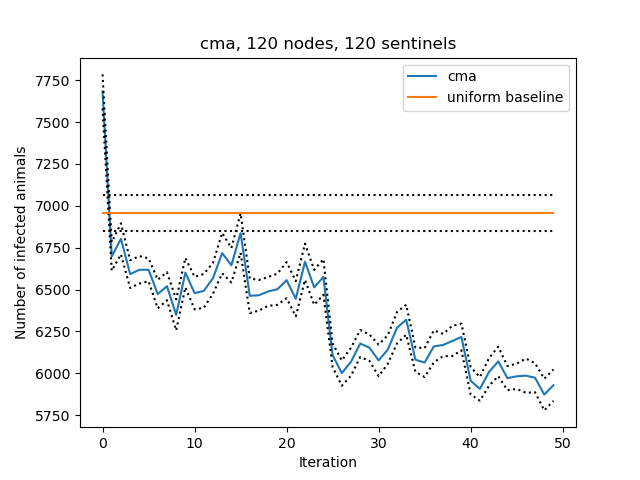 cma, 120 nodes, 120 sentinels
cma
uniform baseline
7750
7500
7250
7000
6750
6500
6250
6000
5750
Number of infected animals
0 10 20 30 40 50
Iteration